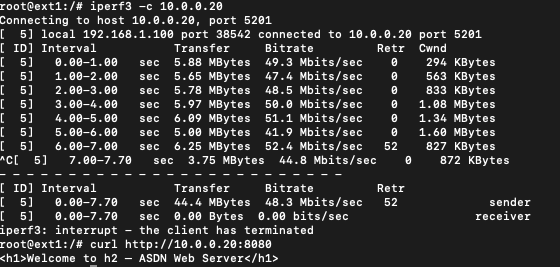 root@ext1:/# iperf3 -c 10.0.0.20
Connecting to host 10.0.0.20, port 5201
[  5] local 192.168.1.100 port 38542 connected to 10.0.0.20 port 5201
[ ID] Interval           Transfer     Bitrate         Retr  Cwnd
[  5]   0.00-1.00   sec  5.88 MBytes  49.3 Mbits/sec    0    294 KBytes
[  5]   1.00-2.00   sec  5.65 MBytes  47.4 Mbits/sec    0    563 KBytes
[  5]   2.00-3.00   sec  5.78 MBytes  48.5 Mbits/sec    0    833 KBytes
[  5]   3.00-4.00   sec  5.97 MBytes  50.0 Mbits/sec    0   1.08 MBytes
[  5]   4.00-5.00   sec  6.09 MBytes  51.1 Mbits/sec    0   1.34 MBytes
[  5]   5.00-6.00   sec  5.00 MBytes  41.9 Mbits/sec    0   1.60 MBytes
[  5]   6.00-7.00   sec  6.25 MBytes  52.4 Mbits/sec   52    827 KBytes
^C[  5]   7.00-7.70   sec  3.75 MBytes  44.8 Mbits/sec    0    872 KBytes
- - - - - - - - - - - - - - - - - - - - - - - - -
[ ID] Interval           Transfer     Bitrate         Retr
[  5]   0.00-7.70   sec  44.4 MBytes  48.3 Mbits/sec   52             sender
[  5]   0.00-7.70   sec  0.00 Bytes  0.00 bits/sec                  receiver
iperf3: interrupt - the client has terminated
root@ext1:/# curl http://10.0.0.20:8080
<h1>Welcome to h2 — ASDN Web Server</h1>